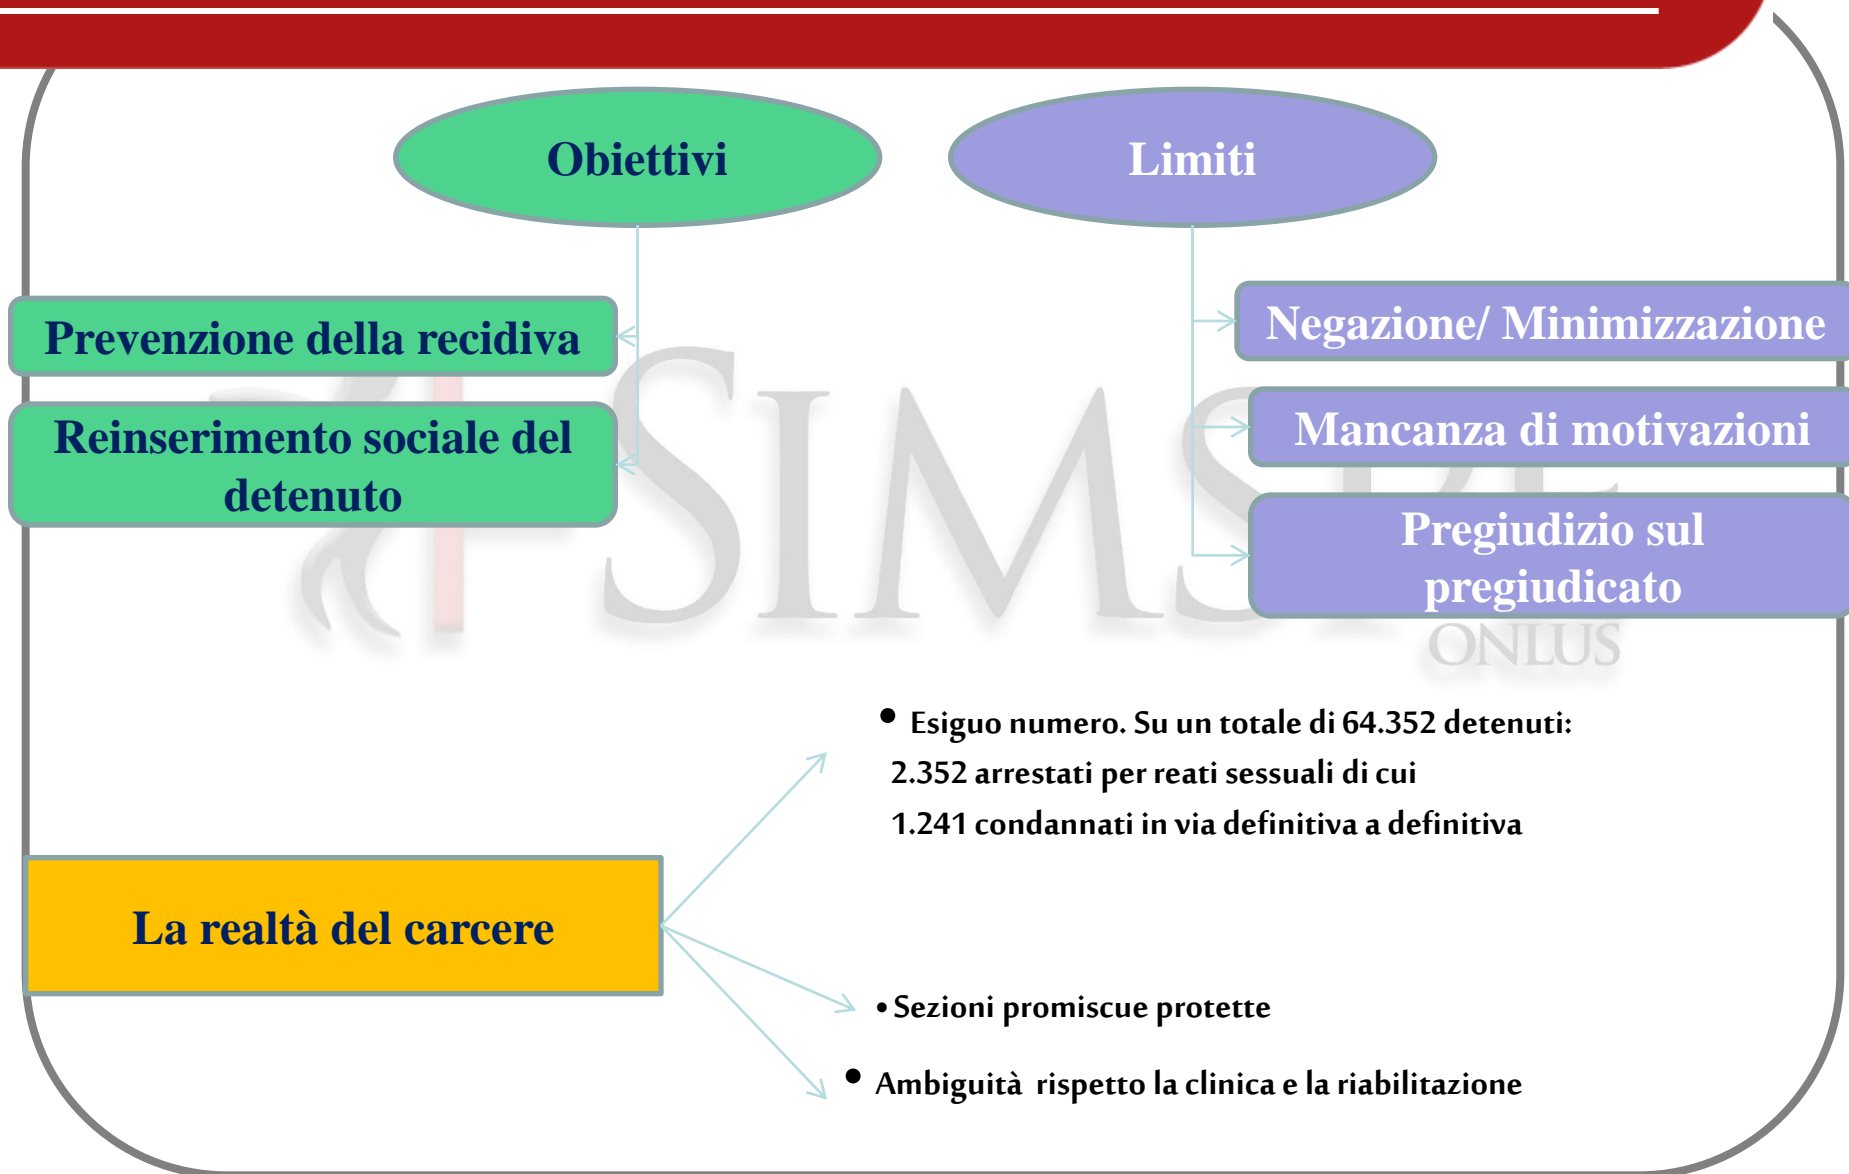 Obiettivi
Limiti
Prevenzione della recidiva
Reinserimento sociale del
detenuto
Negazione/ Minimizzazione
Mancanza di motivazioni
Pregiudizio sul
pregiudicato
SIMSPE
ONLUS
• Esiguo numero. Su un totale di 64.352 detenuti:
2.352 arrestati per reati sessuali di cui
1.241 condannati in via definitiva a definitiva
La realtà del carcere
• Sezioni promiscue protette
• Ambiguità rispetto la clinica e la riabilitazione